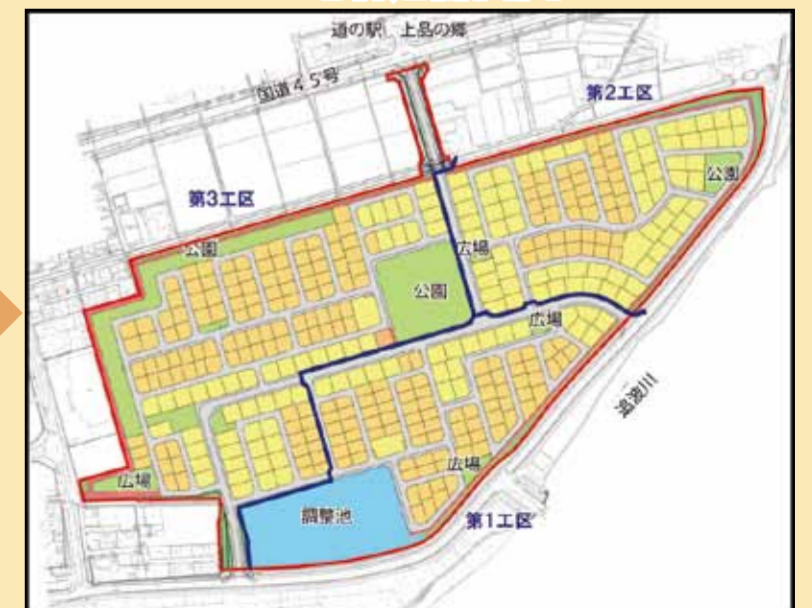 道の駅 上品の郷
国道45号
第2工区
公園
第3工区
公園
広場
公園
広場
追波川
広場
広場
調整池
第1工区